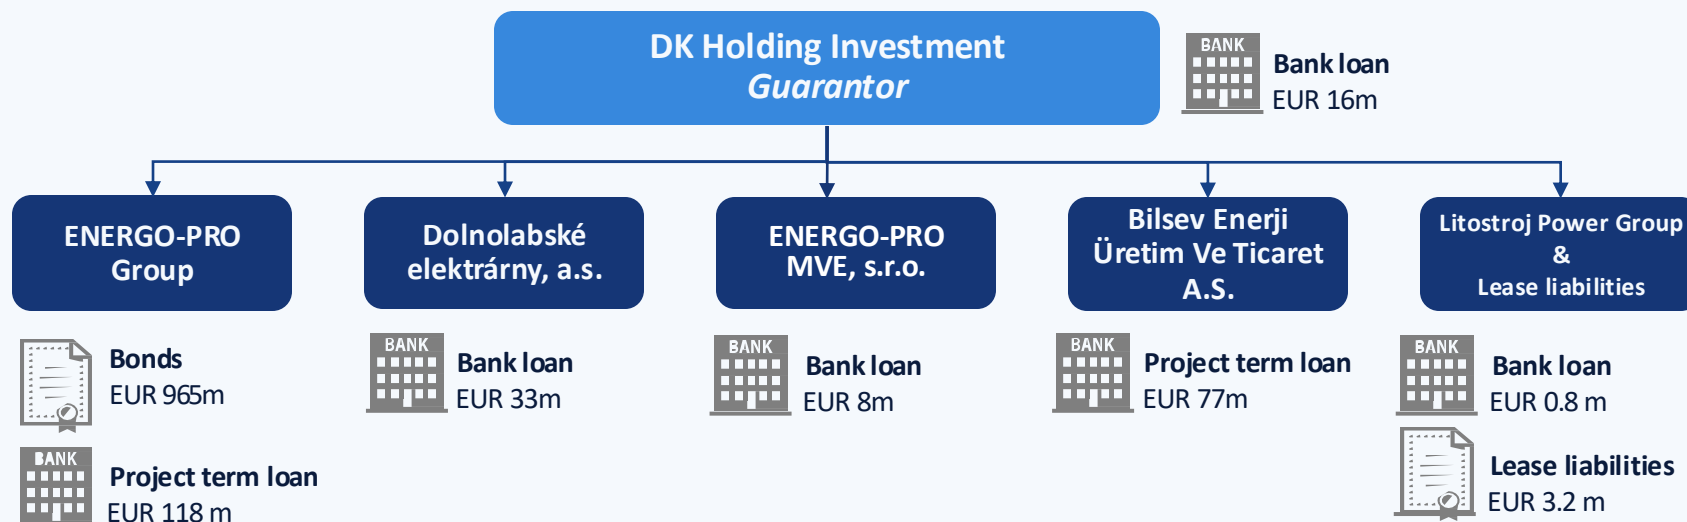 DK Holding Investment
Guarantor
BANK
Bank loan
EUR 16m
ENERGO-PRO
Group
Dolnolabské
elektrárny, a.s.
ENERGO-PRO
MVE, s.r.o.
Bilsev Enerji
Üretim Ve Ticaret
A.S.
Litostroj Power Group
&
Lease liabilities
Bonds
EUR 965m
BANK
Project term loan
EUR 118 m
BANK
Bank loan
EUR 33m
BANK
Bank loan
EUR 8m
BANK
Project term loan
EUR 77m
BANK
Bank loan
EUR 0.8 m
Lease liabilities
EUR 3.2 m